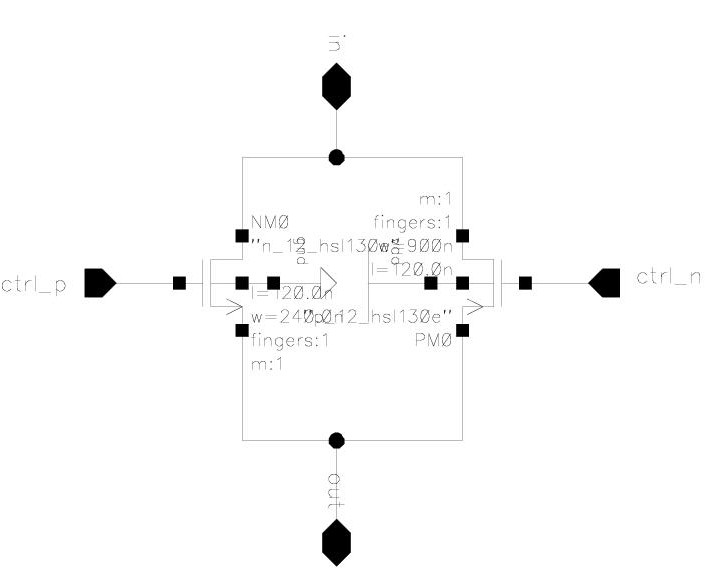 in
m:1
NM0
fingers:1
"n_12_hsl130e"
w=900n
gnd
vdd
l=120.0n
ctrl_p
ctrl_n
l=120.0n
w=240.0n
"p_12_hsl130e"
fingers:1
PM0
m:1
out